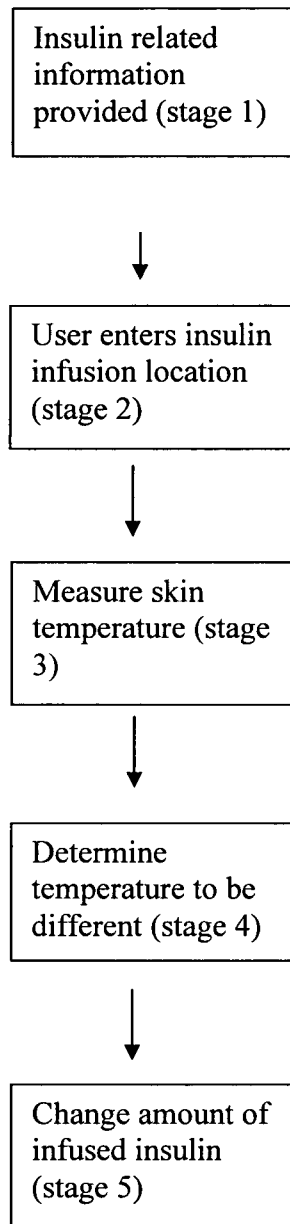 Insulin related
information
provided (stage 1)
User enters insulin
infusion location
(stage 2)
Measure skin
temperature (stage
3)
Determine
temperature to be
different (stage 4)
Change amount of
infused insulin
(stage 5)